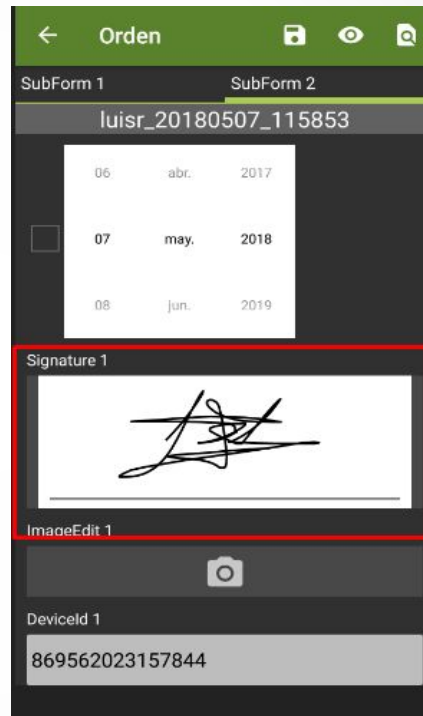 Orden
SubForm 1 SubForm 2
luisr_20180507_115853
06 abr. 2017
07 may. 2018
08 jun. 2019
Signature 1
ImageEdit 1
DeviceId 1
869562023157844